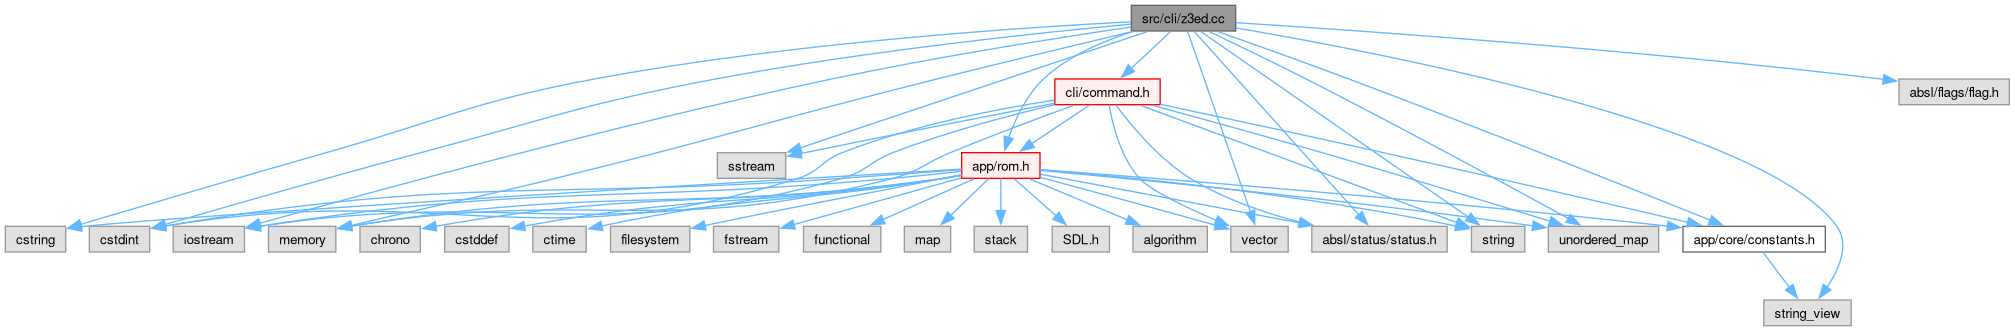 src/cli/z3ed.cc
cli/command.h
absl/flags/flag.h
sstream
app/rom.h
cstring
cstdint
iostream
memory
chrono
cstddef
ctime
filesystem
fstream
functional
map
stack
SDL.h
algorithm
vector
absl/status/status.h
string
unordered_map
app/core/constants.h
string_view